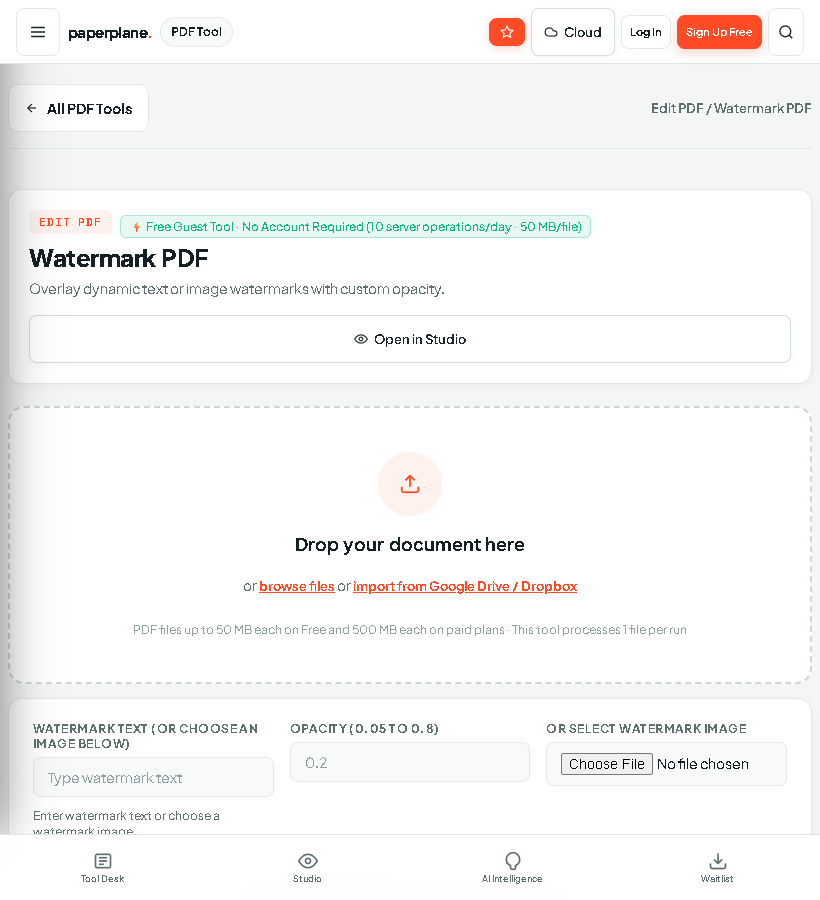 paperplane. PDF Tool Cloud Log In Sign Up Free
All PDF Tools Edit PDF / Watermark PDF
EDIT PDF Free Guest Tool · No Account Required (10 server operations/day · 50 MB/file)
Watermark PDF
Overlay dynamic text or image watermarks with custom opacity.
Open in Studio
Drop your document here
or browse files or import from Google Drive / Dropbox
PDF files up to 50 MB each on Free and 500 MB each on paid plans · This tool processes 1 file per run
WATERMARK TEXT (OR CHOOSE AN
IMAGE BELOW)
Type watermark text
Enter watermark text or choose a
watermark image
OPACITY (0.05 TO 0.8)
0.2
OR SELECT WATERMARK IMAGE
Choose File No file chosen
Tool Desk Studio AI Intelligence Waitlist